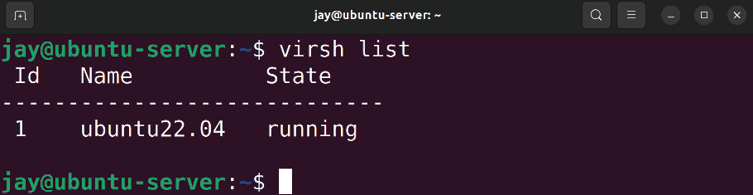 jay@ubuntu-server: ~
jay@ubuntu-server:~$ virsh list
 Id   Name         State
-----------------------------
 1    ubuntu22.04   running
jay@ubuntu-server:~$